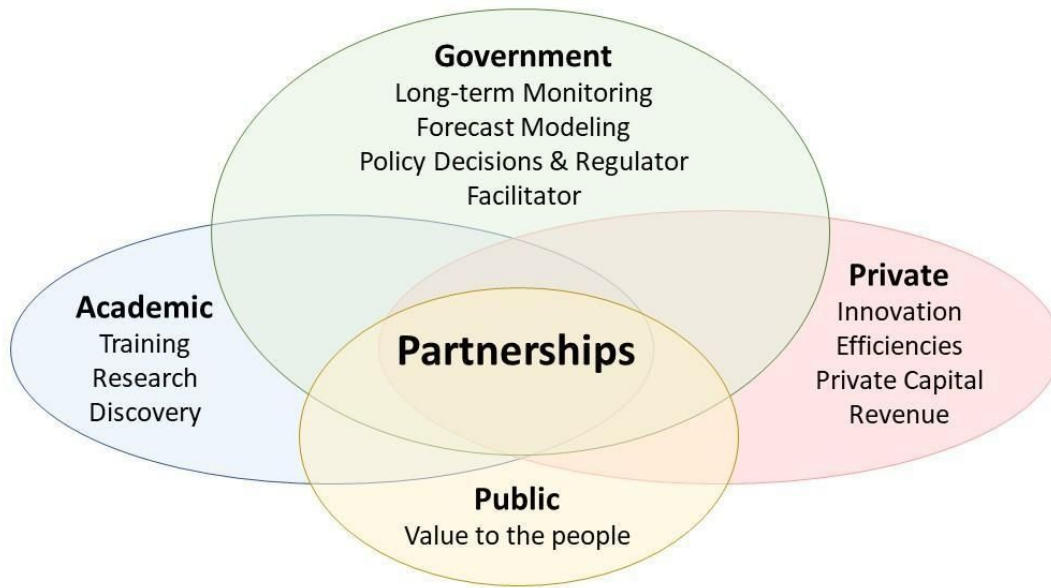 Government
Long-term Monitoring
Forecast Modeling
Policy Decisions & Regulator
Facilitator
Academic
Training
Research
Discovery
Partnerships
Private
Innovation
Efficiencies
Private Capital
Revenue
Public
Value to the people